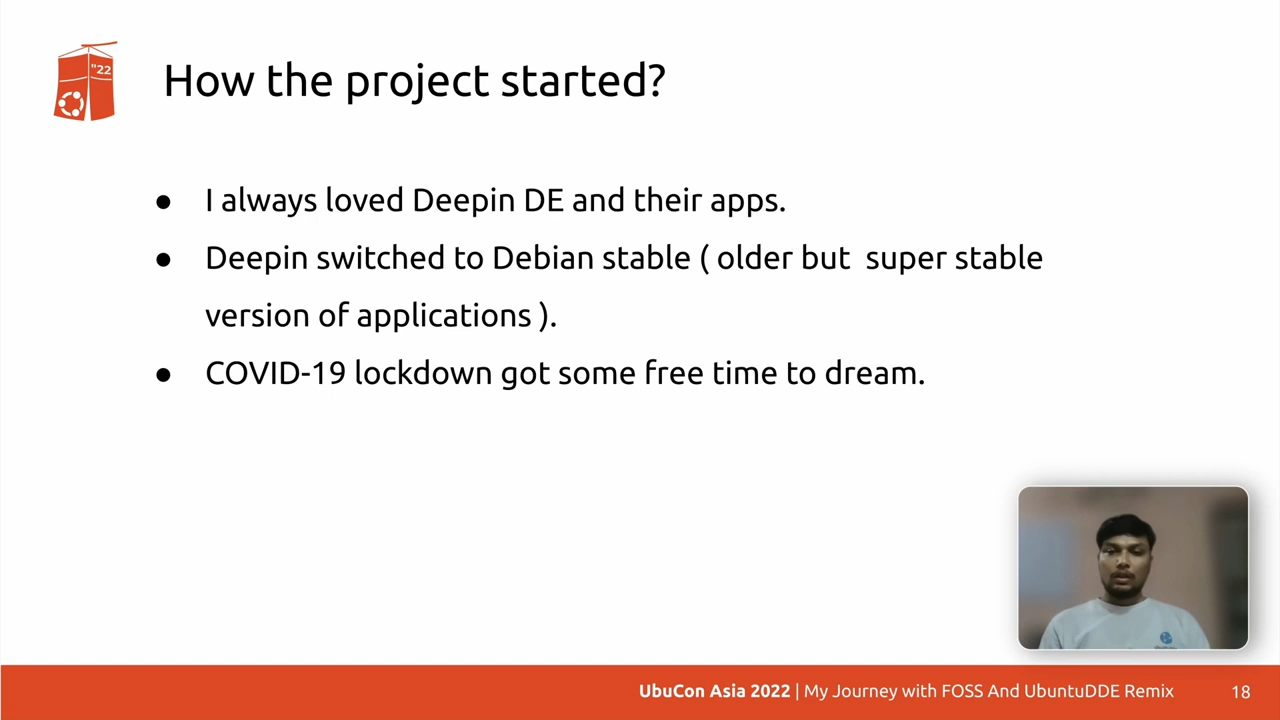 "22
How the project started?
● I always loved Deepin DE and their apps.
● Deepin switched to Debian stable ( older but  super stable
version of applications ).
● COVID-19 lockdown got some free time to dream.
UbuCon Asia 2022 | My Journey with FOSS And UbuntuDDE Remix
18